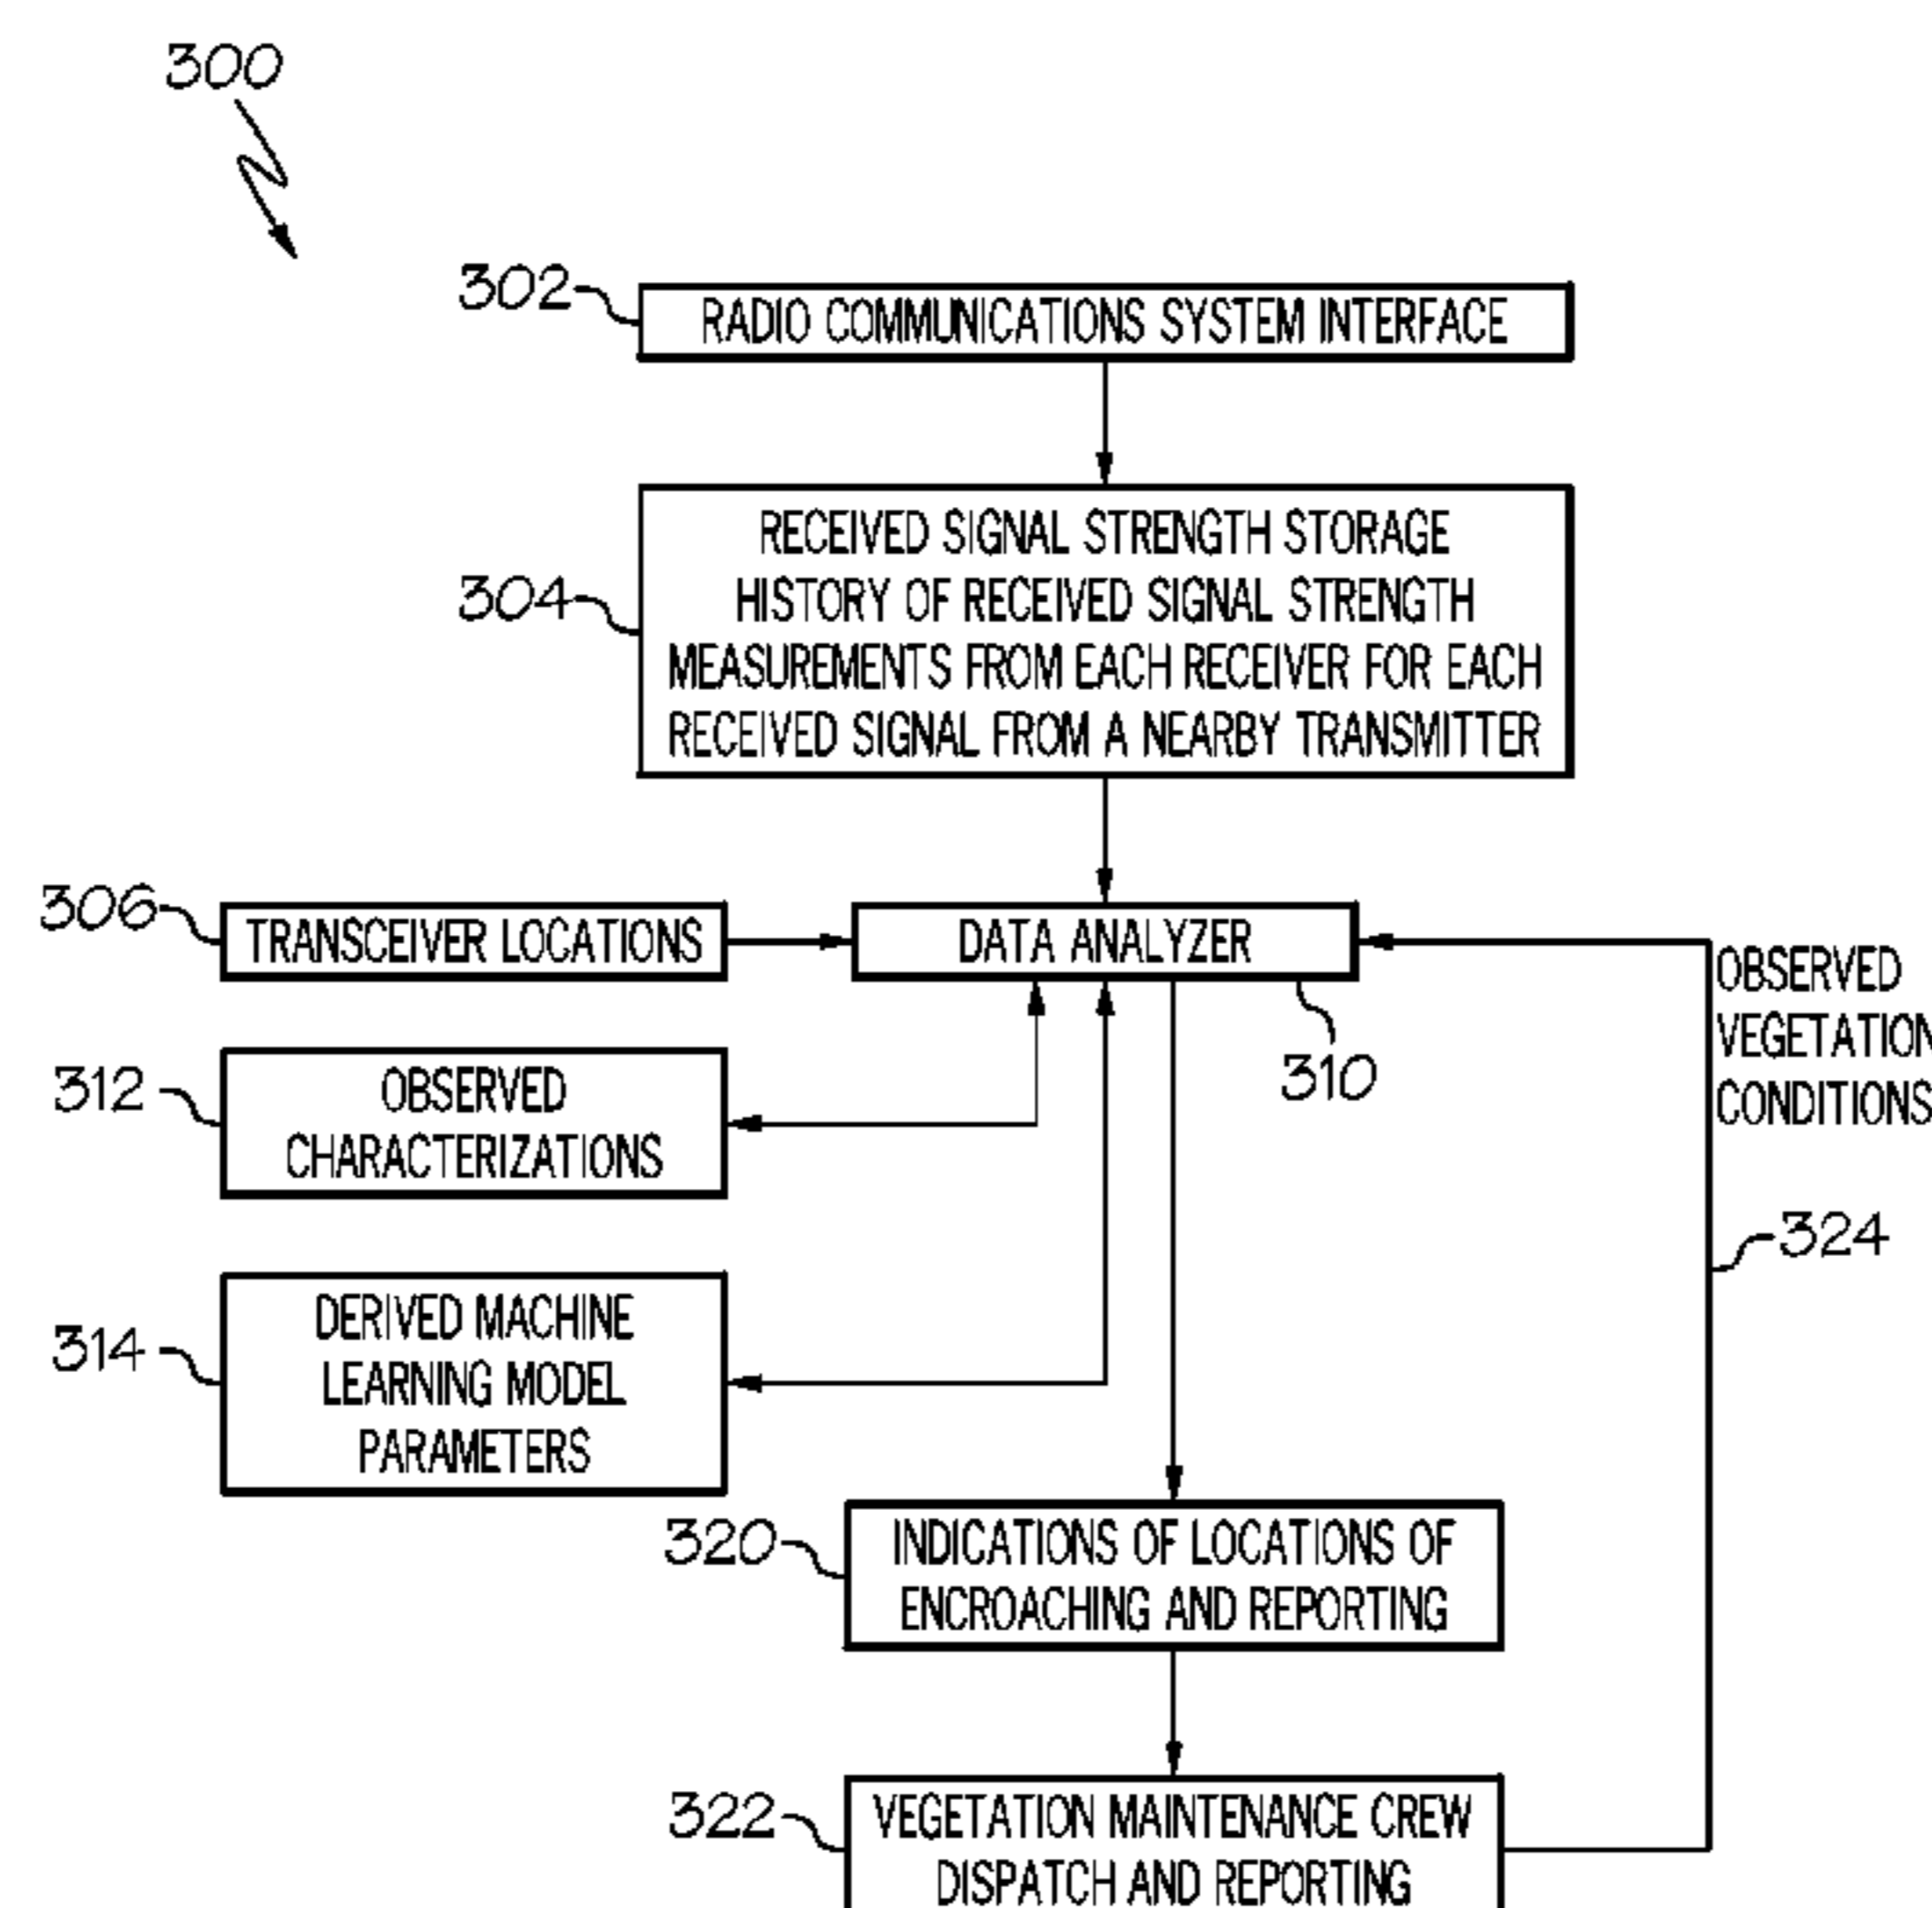 300
302
RADIO COMMUNICATIONS SYSTEM INTERFACE
304
RECEIVED SIGNAL STRENGTH STORAGE
HISTORY OF RECEIVED SIGNAL STRENGTH
MEASUREMENTS FROM EACH RECEIVER FOR EACH
RECEIVED SIGNAL FROM A NEARBY TRANSMITTER
306
TRANSCEIVER LOCATIONS
DATA ANALYZER
310
OBSERVED
VEGETATION
CONDITIONS
312
OBSERVED
CHARACTERIZATIONS
324
314
DERIVED MACHINE
LEARNING MODEL
PARAMETERS
320
INDICATIONS OF LOCATIONS OF
ENCROACHING AND REPORTING
322
VEGETATION MAINTENANCE CREW
DISPATCH AND REPORTING